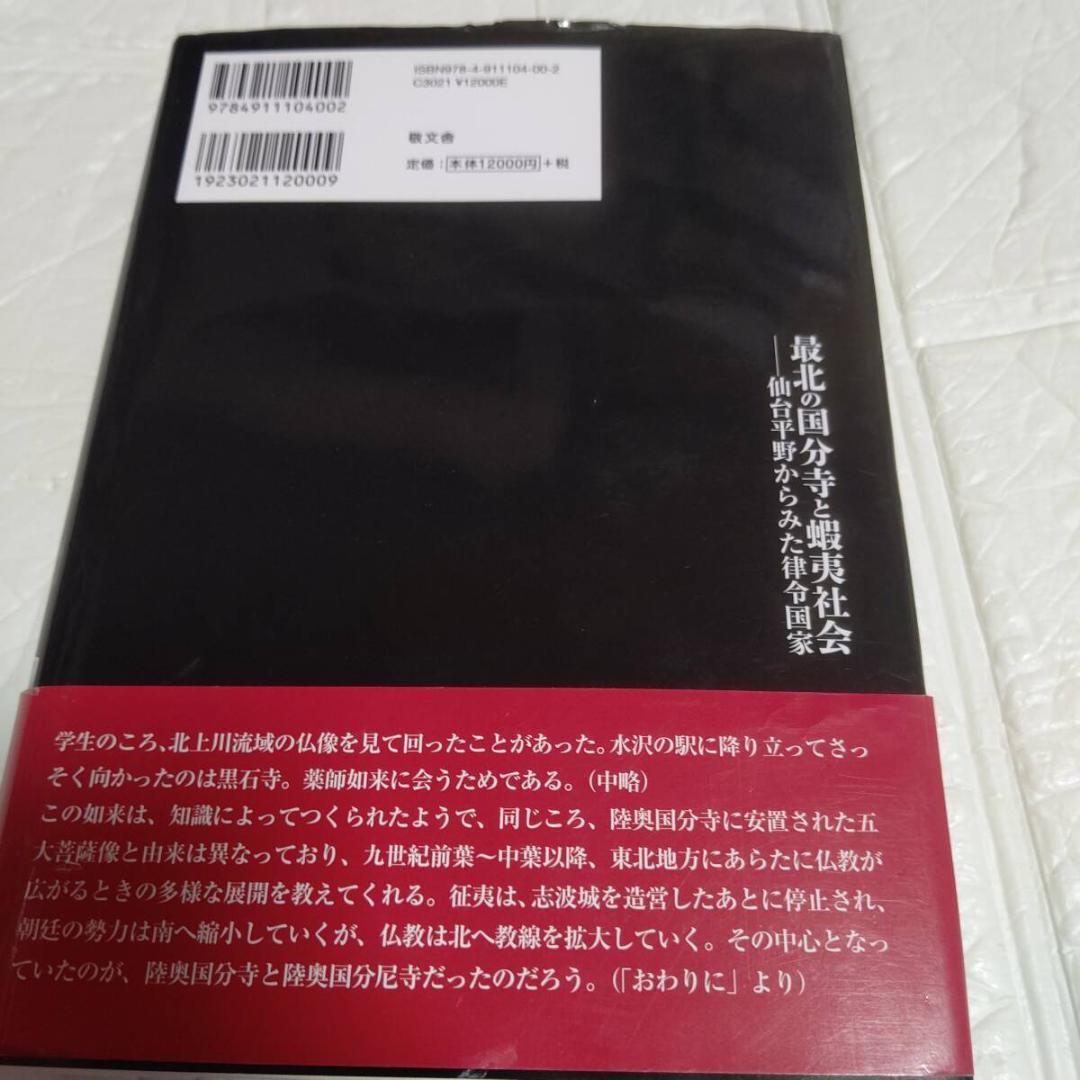 ISBN978-4-911104-00-2
C3021 ¥12000E
9784911104002
敬文舎
定価：本体12000円＋税
1923021120009
最北の国分寺と蝦夷社会
──仙台平野からみた律令国家
学生のころ、北上川流域の仏像を見て回ったことがあった。水沢の駅に降り立ってさっ
そく向かったのは黒石寺。薬師如来に会うためである。（中略）
この如来は、知識によってつくられたようで、同じころ、陸奥国分寺に安置された五
大菩薩像と由来は異なっており、九世紀前葉～中葉以降、東北地方にあらたに仏教が
広がるときの多様な展開を教えてくれる。征夷は、志波城を造営したあとに停止され、
朝廷の勢力は南へ縮小していくが、仏教は北へ教線を拡大していく。その中心となっ
ていたのが、陸奥国分寺と陸奥国分尼寺だったのだろう。（「おわりに」より）